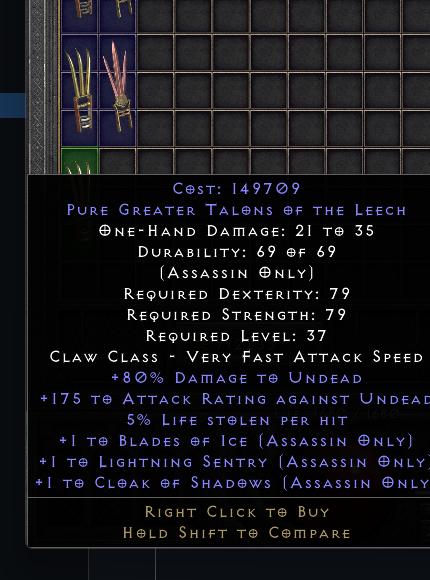 Cost: 149709
Pure Greater Talons of the Leech
One-Hand Damage: 21 to 35
Durability: 69 of 69
(Assassin Only)
Required Dexterity: 79
Required Strength: 79
Required Level: 37
Claw Class - Very Fast Attack Speed
+80% Damage to Undead
+175 to Attack Rating against Undead
5% Life stolen per hit
+1 to Blades of Ice (Assassin Only)
+1 to Lightning Sentry (Assassin Only)
+1 to Cloak of Shadows (Assassin Only
Right Click to Buy
Hold Shift to Compare